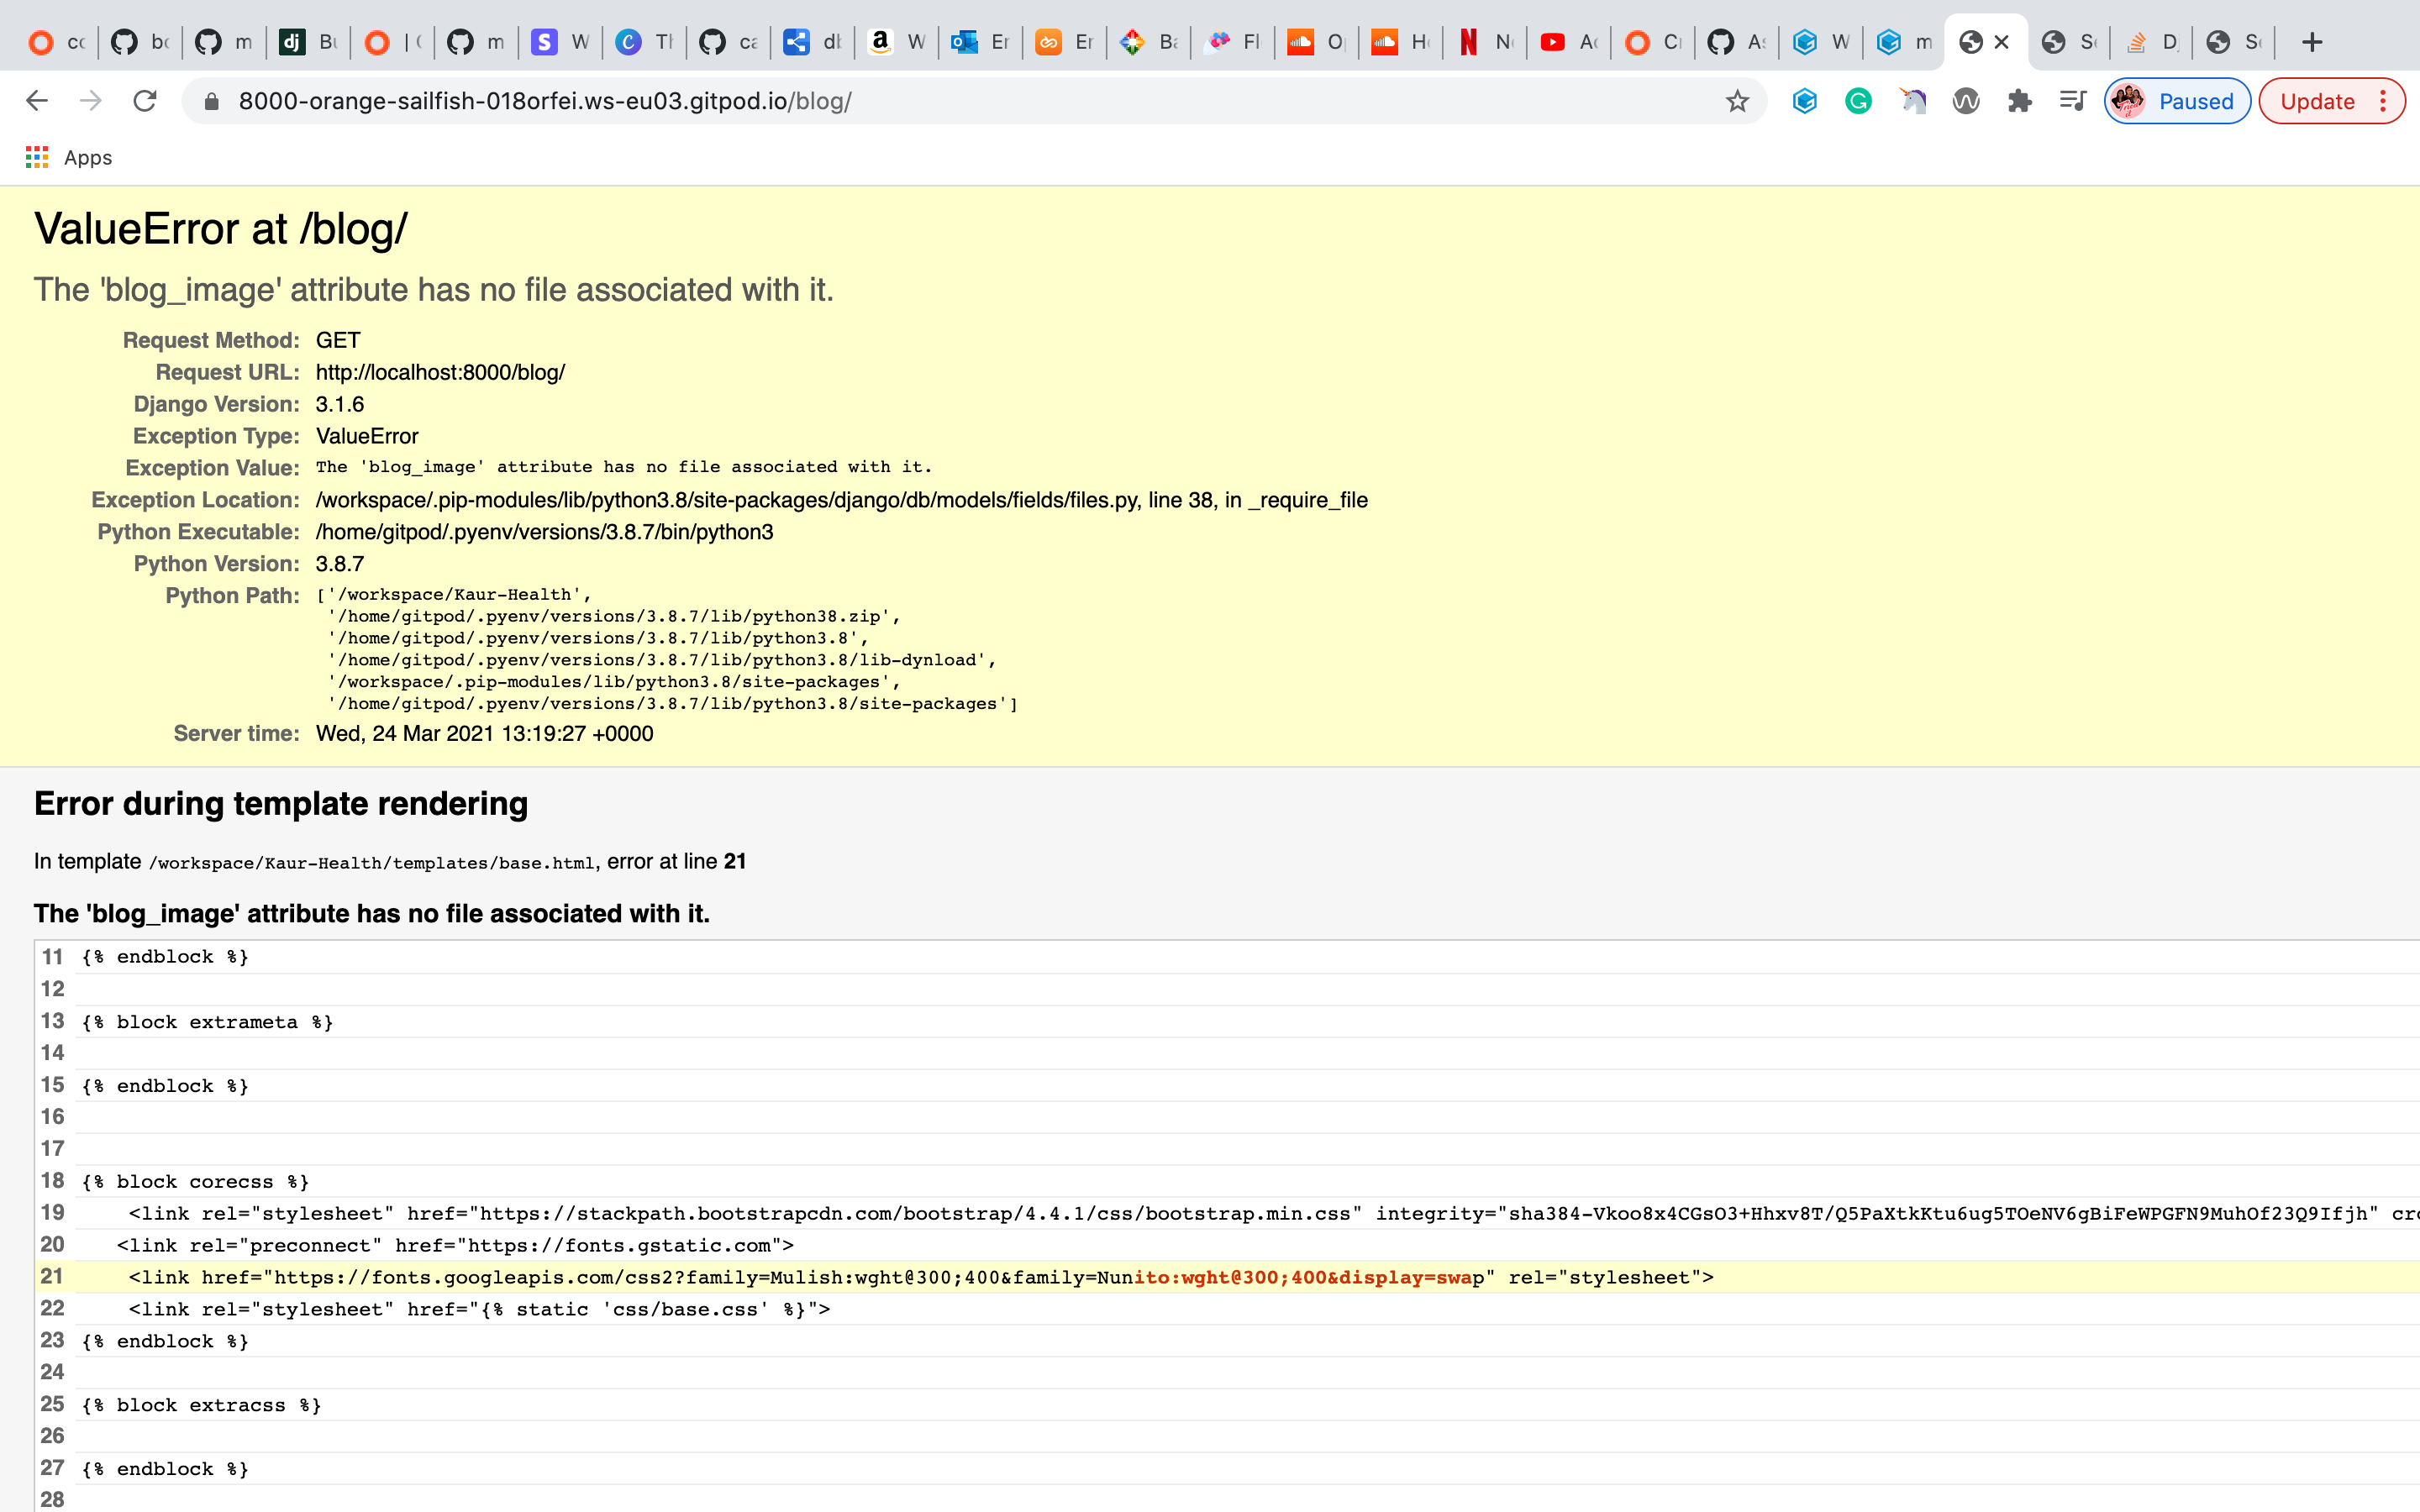 cc bc m Bu | ( m W Th ca db W Er Er Ba Fl O H N Ac C As W m S D S
8000-orange-sailfish-018orfei.ws-eu03.gitpod.io/blog/ Paused Update
Apps
ValueError at /blog/
The 'blog_image' attribute has no file associated with it.
Request Method: GET
Request URL: http://localhost:8000/blog/
Django Version: 3.1.6
Exception Type: ValueError
Exception Value: The 'blog_image' attribute has no file associated with it.
Exception Location: /workspace/.pip-modules/lib/python3.8/site-packages/django/db/models/fields/files.py, line 38, in _require_file
Python Executable: /home/gitpod/.pyenv/versions/3.8.7/bin/python3
Python Version: 3.8.7
Python Path: ['/workspace/Kaur-Health',
'/home/gitpod/.pyenv/versions/3.8.7/lib/python38.zip',
'/home/gitpod/.pyenv/versions/3.8.7/lib/python3.8',
'/home/gitpod/.pyenv/versions/3.8.7/lib/python3.8/lib-dynload',
'/workspace/.pip-modules/lib/python3.8/site-packages',
'/home/gitpod/.pyenv/versions/3.8.7/lib/python3.8/site-packages']
Server time: Wed, 24 Mar 2021 13:19:27 +0000
Error during template rendering
In template /workspace/Kaur-Health/templates/base.html, error at line 21
The 'blog_image' attribute has no file associated with it.
11 {% endblock %}
12
13 {% block extrameta %}
14
15 {% endblock %}
16
17
18 {% block corecss %}
19 <link rel="stylesheet" href="https://stackpath.bootstrapcdn.com/bootstrap/4.4.1/css/bootstrap.min.css" integrity="sha384-Vkoo8x4CGsO3+Hhxv8T/Q5PaXtkKtu6ug5TOeNV6gBiFeWPGFN9MuhOf23Q9Ifjh" cr
20 <link rel="preconnect" href="https://fonts.gstatic.com">
21 <link href="https://fonts.googleapis.com/css2?family=Mulish:wght@300;400&family=Nunito:wght@300;400&display=swap" rel="stylesheet">
22 <link rel="stylesheet" href="{% static 'css/base.css' %}">
23 {% endblock %}
24
25 {% block extracss %}
26
27 {% endblock %}
28